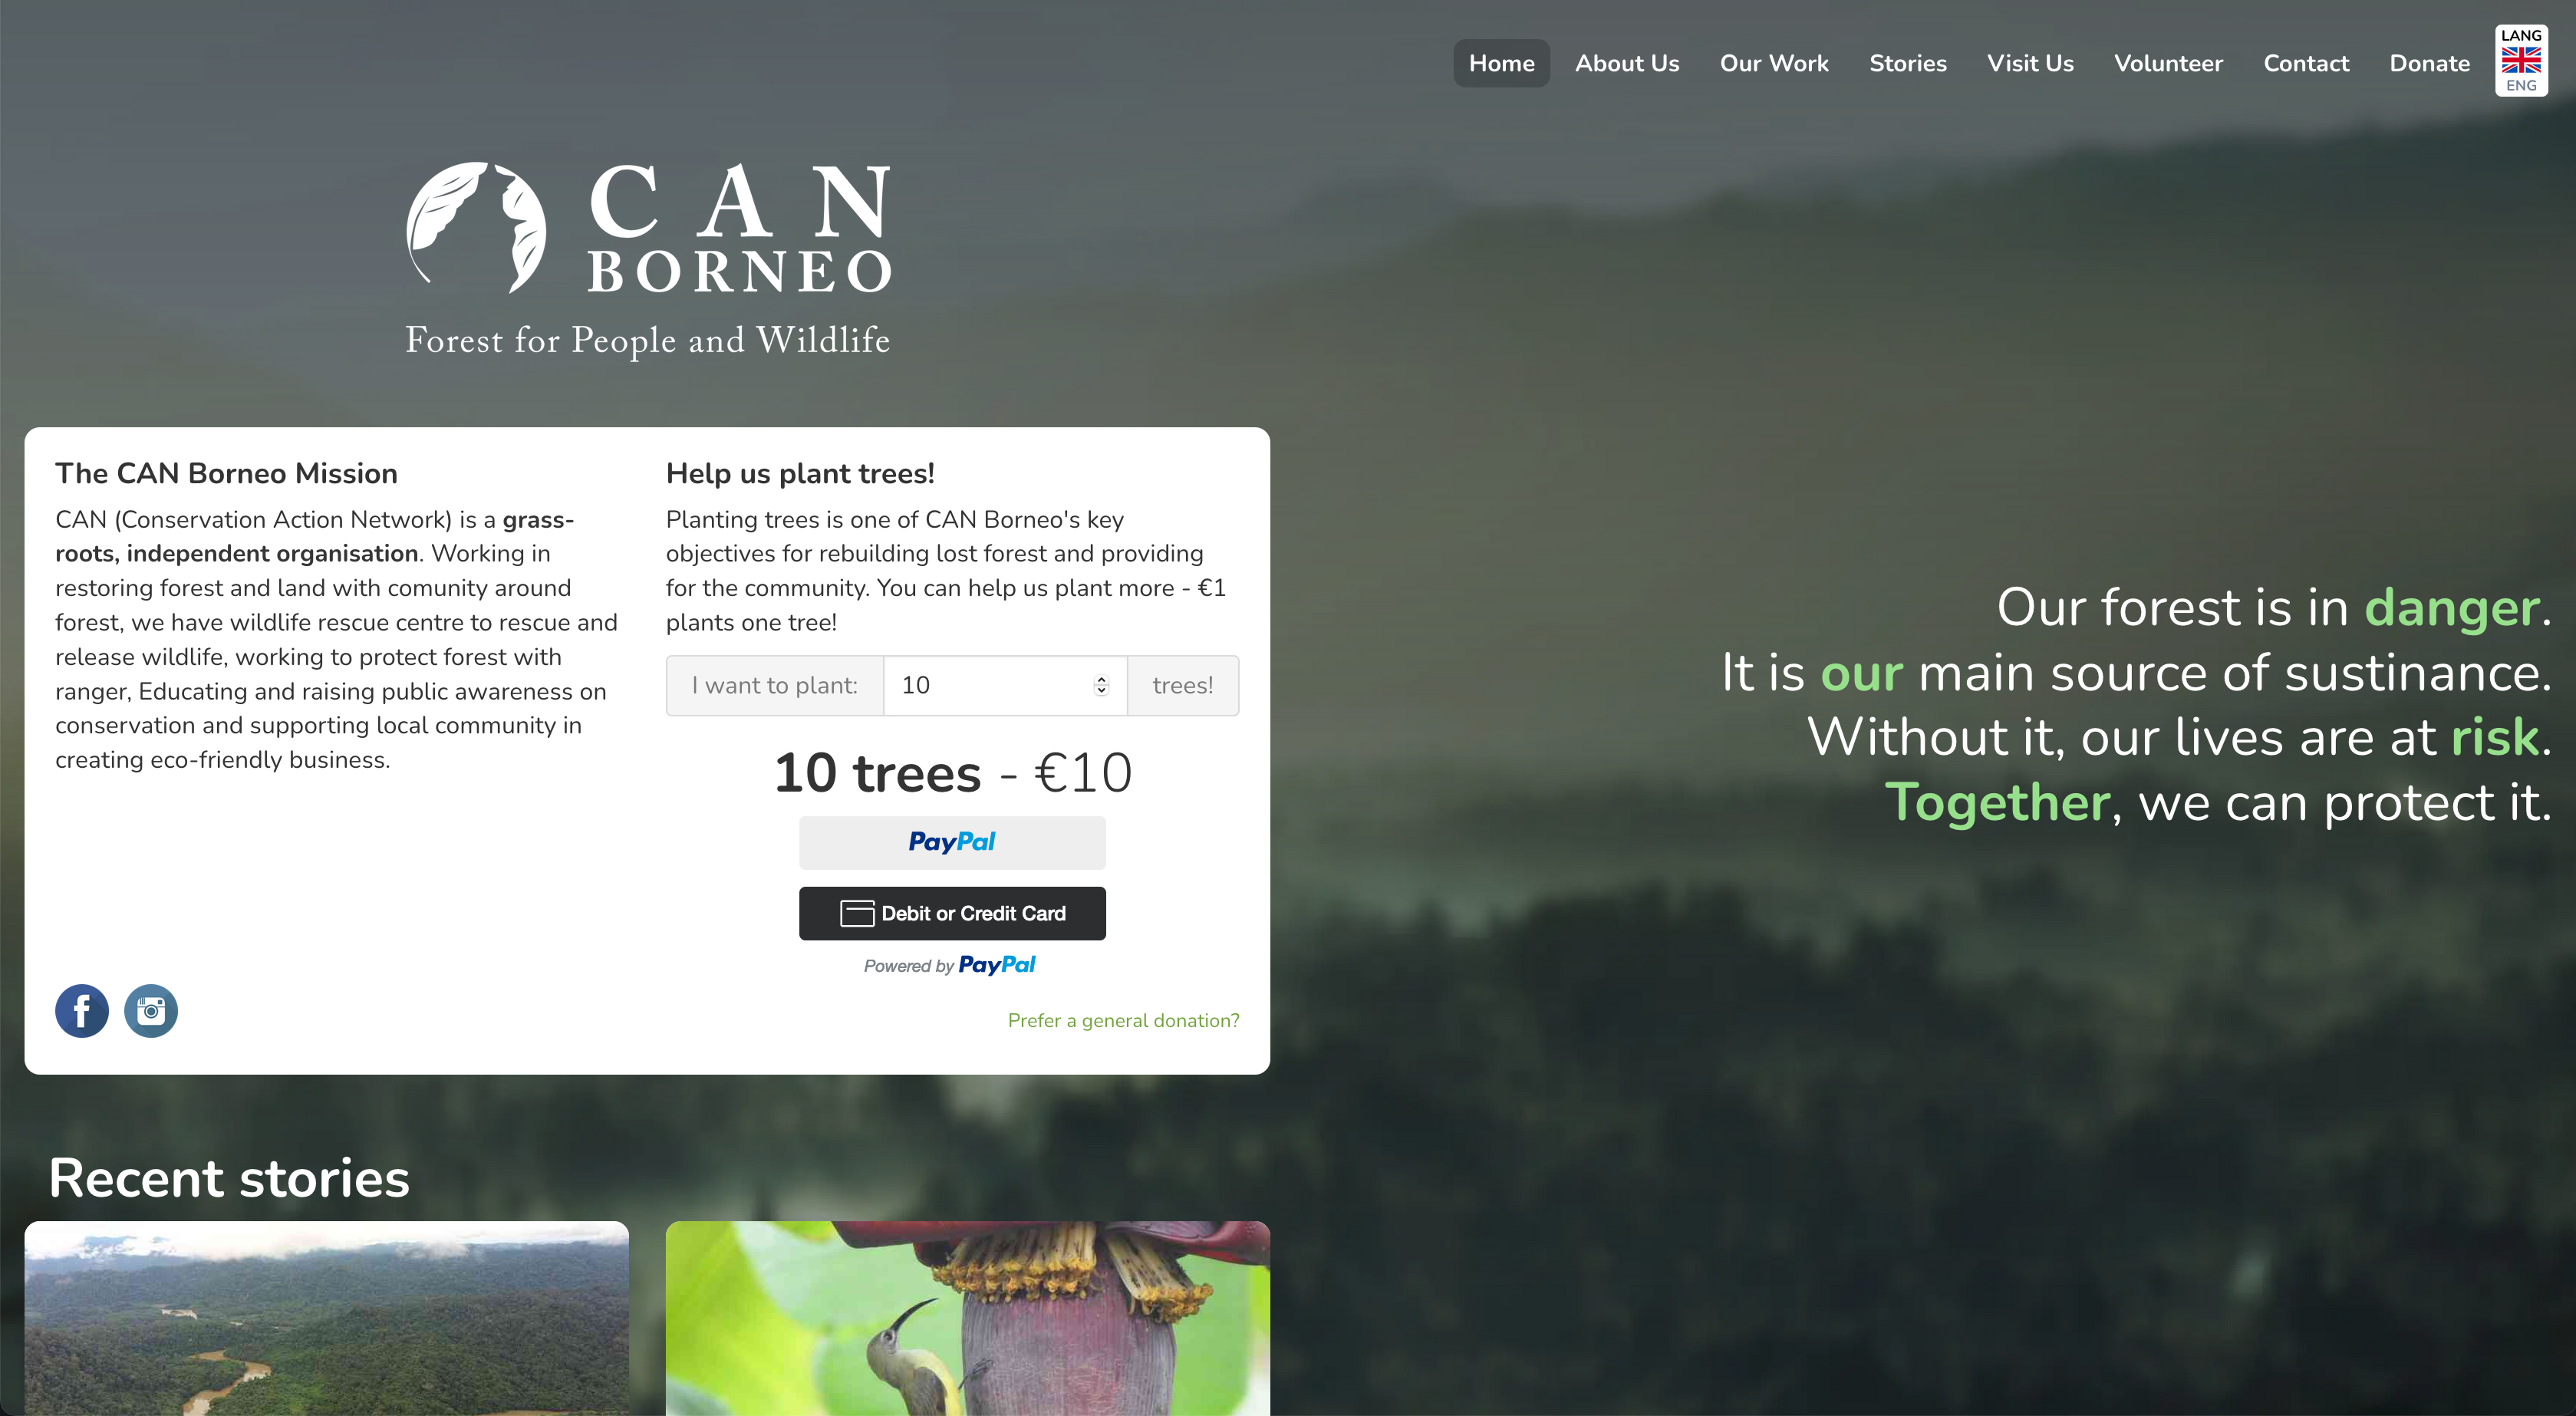 Home About Us Our Work Stories Visit Us Volunteer Contact Donate
LANG
ENG
CAN
BORNEO
Forest for People and Wildlife
The CAN Borneo Mission
CAN (Conservation Action Network) is a grass-
roots, independent organisation. Working in
restoring forest and land with comunity around
forest, we have wildlife rescue centre to rescue and
release wildlife, working to protect forest with
ranger, Educating and raising public awareness on
conservation and supporting local community in
creating eco-friendly business.
Help us plant trees!
Planting trees is one of CAN Borneo's key
objectives for rebuilding lost forest and providing
for the community. You can help us plant more - €1
plants one tree!
I want to plant: 10 trees!
10 trees - €10
PayPal
Debit or Credit Card
Powered by PayPal
Prefer a general donation?
Our forest is in danger.
It is our main source of sustinance.
Without it, our lives are at risk.
Together, we can protect it.
Recent stories